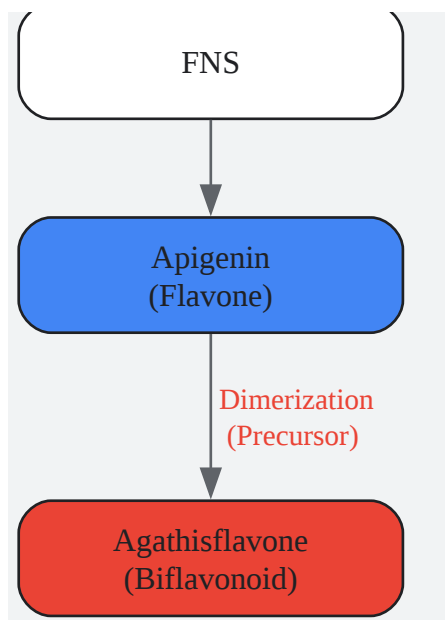 FNS
Apigenin
(Flavone)
Dimerization
(Precursor)
Agathisflavone
(Biflavonoid)